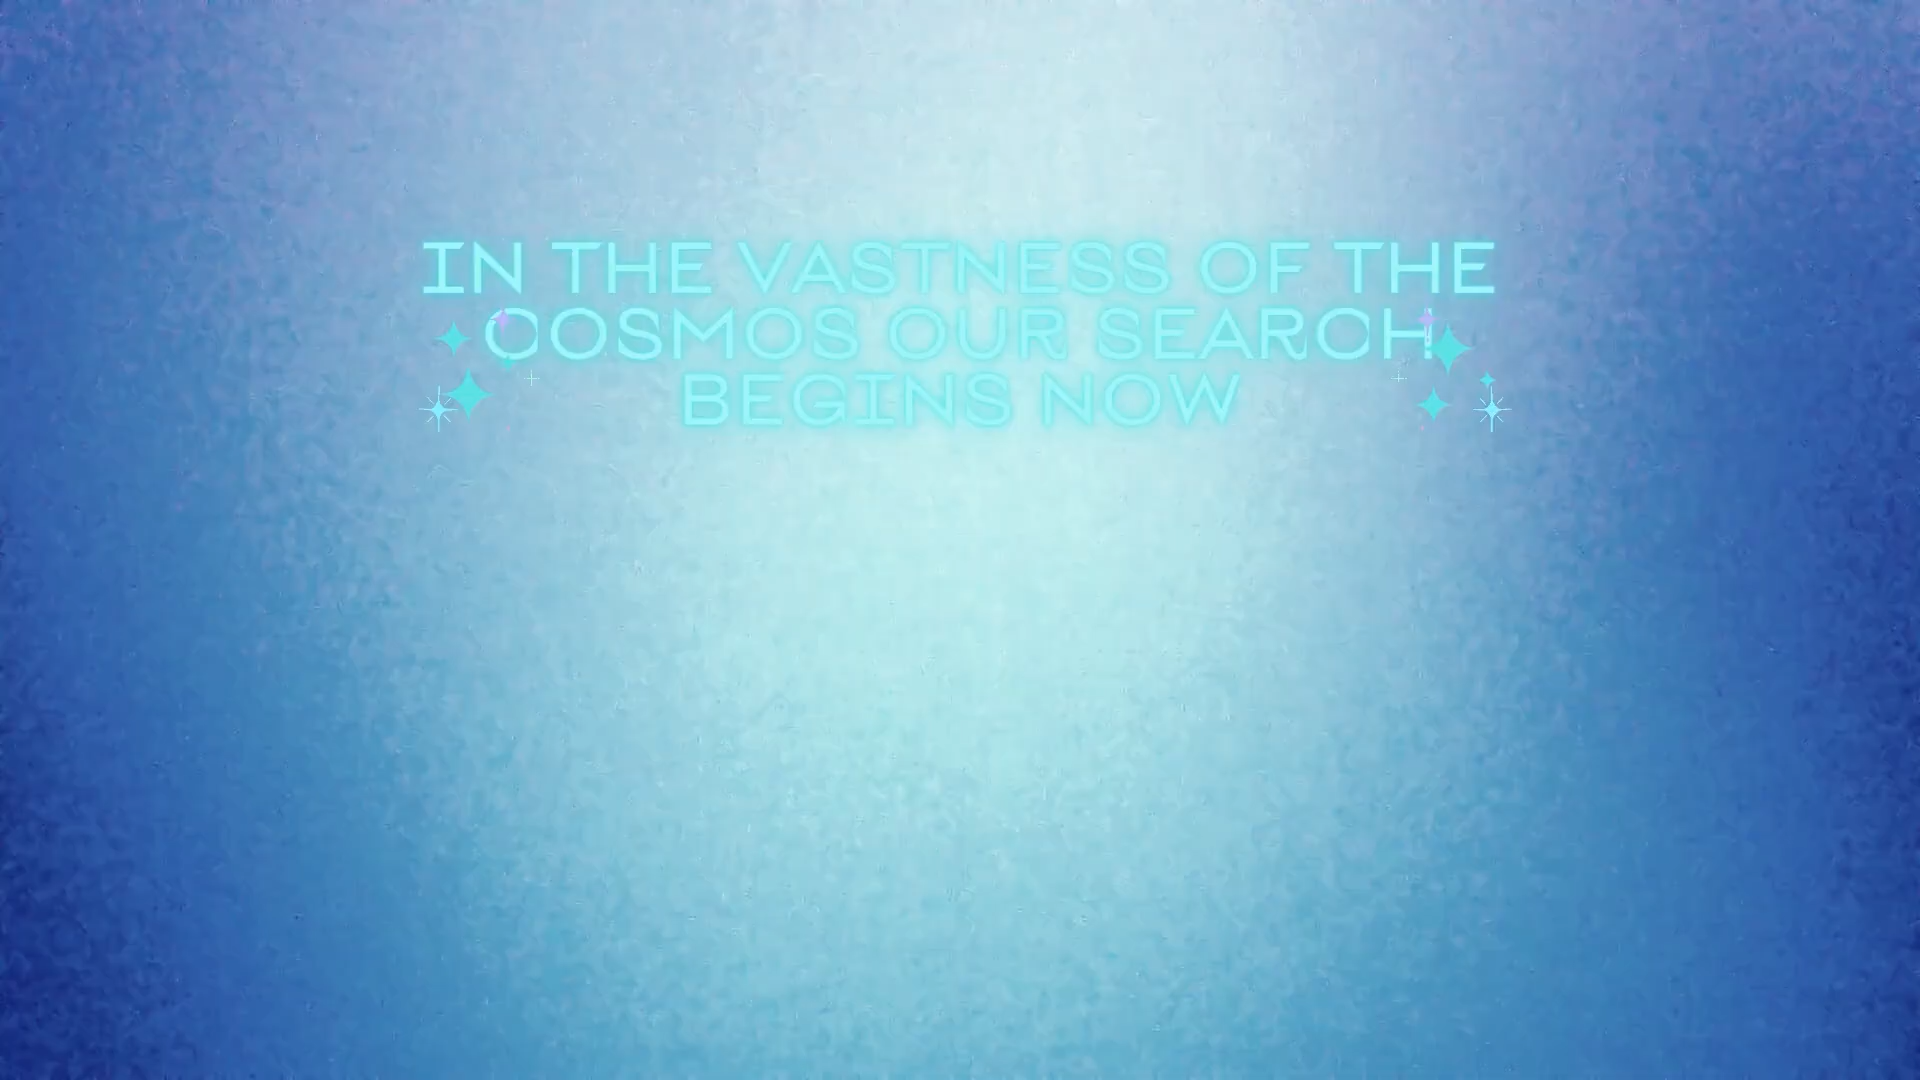 IN THE VASTNESS OF THE
COSMOS OUR SEARCH
BEGINS NOW